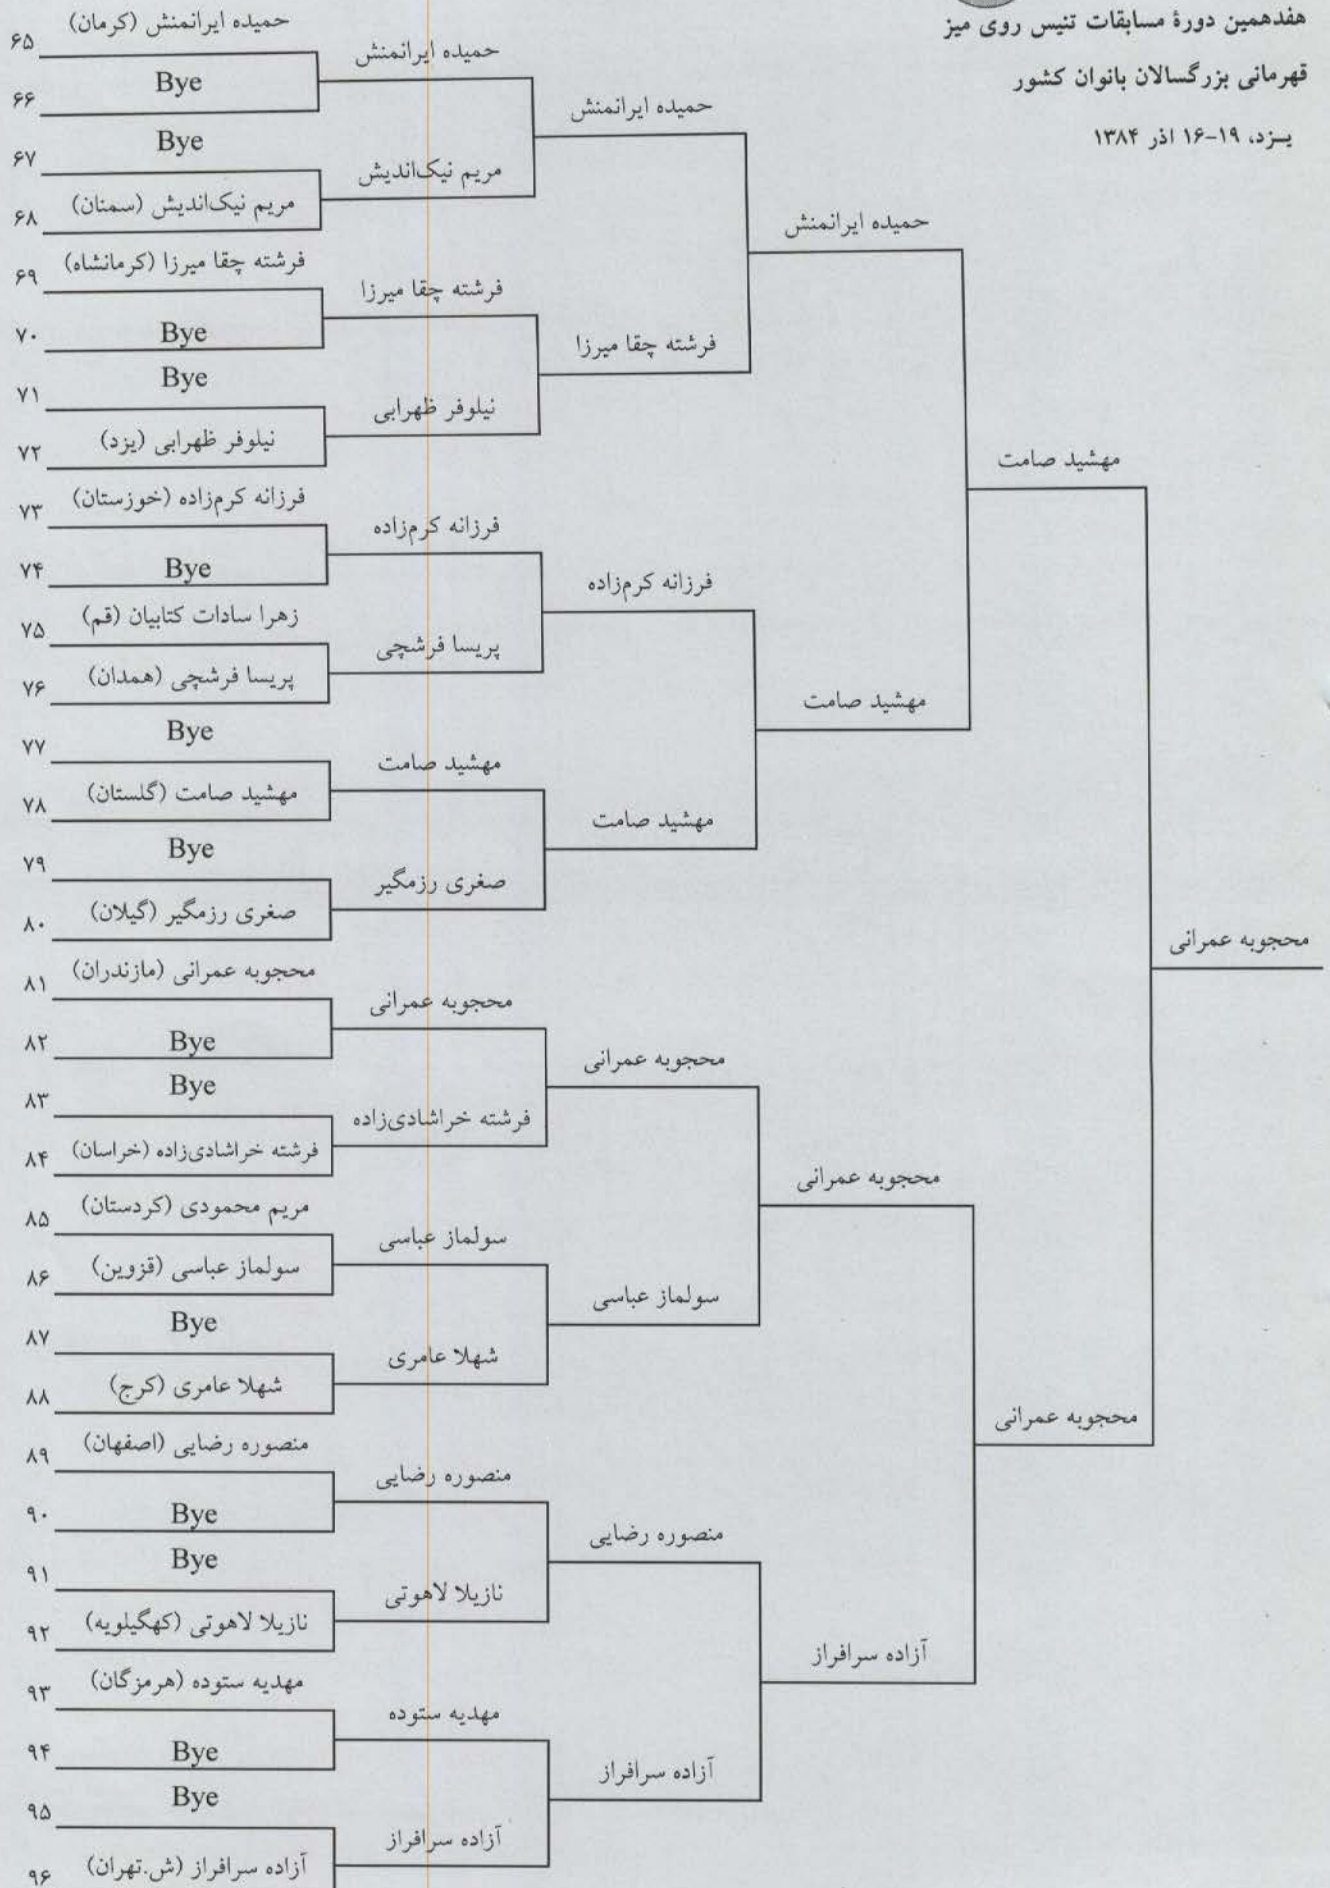 هفدهمین دورهٔ مسابقات تنیس روی میز
قهرمانی بزرگسالان بانوان کشور
یـزد، ۱۹-۱۶ اذر ۱۳۸۴
۶۵ حمیده ایرانمنش (کرمان)
۶۶ Bye
۶۷ Bye
۶۸ مریم نیک‌اندیش (سمنان)
۶۹ فرشته چقا میرزا (کرمانشاه)
۷۰ Bye
۷۱ Bye
۷۲ نیلوفر ظهرابی (یزد)
۷۳ فرزانه کرم‌زاده (خوزستان)
۷۴ Bye
۷۵ زهرا سادات کتابیان (قم)
۷۶ پریسا فرشچی (همدان)
۷۷ Bye
۷۸ مهشید صامت (گلستان)
۷۹ Bye
۸۰ صغری رزمگیر (گیلان)
۸۱ محجوبه عمرانی (مازندران)
۸۲ Bye
۸۳ Bye
۸۴ فرشته خراشادی‌زاده (خراسان)
۸۵ مریم محمودی (کردستان)
۸۶ سولماز عباسی (قزوین)
۸۷ Bye
۸۸ شهلا عامری (کرج)
۸۹ منصوره رضایی (اصفهان)
۹۰ Bye
۹۱ Bye
۹۲ نازیلا لاهوتی (کهگیلویه)
۹۳ مهدیه ستوده (هرمزگان)
۹۴ Bye
۹۵ Bye
۹۶ آزاده سرافراز (ش.تهران)
حمیده ایرانمنش
مریم نیک‌اندیش
فرشته چقا میرزا
نیلوفر ظهرابی
فرزانه کرم‌زاده
پریسا فرشچی
مهشید صامت
صغری رزمگیر
محجوبه عمرانی
فرشته خراشادی‌زاده
سولماز عباسی
شهلا عامری
منصوره رضایی
نازیلا لاهوتی
مهدیه ستوده
آزاده سرافراز
حمیده ایرانمنش
فرشته چقا میرزا
فرزانه کرم‌زاده
مهشید صامت
محجوبه عمرانی
سولماز عباسی
منصوره رضایی
آزاده سرافراز
حمیده ایرانمنش
مهشید صامت
محجوبه عمرانی
آزاده سرافراز
مهشید صامت
محجوبه عمرانی
محجوبه عمرانی